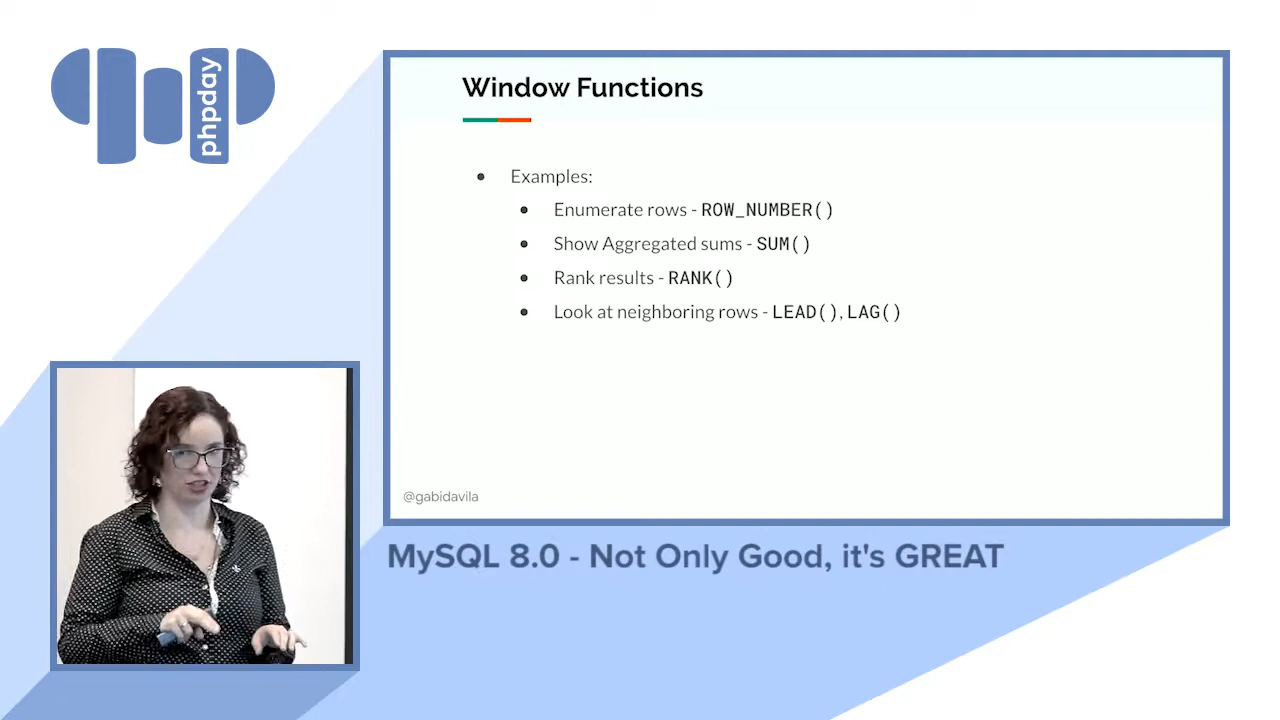 phpday
Window Functions
Examples:
Enumerate rows - ROW_NUMBER()
Show Aggregated sums - SUM()
Rank results - RANK()
Look at neighboring rows - LEAD(), LAG()
@gabidavila
MySQL 8.0 - Not Only Good, it's GREAT